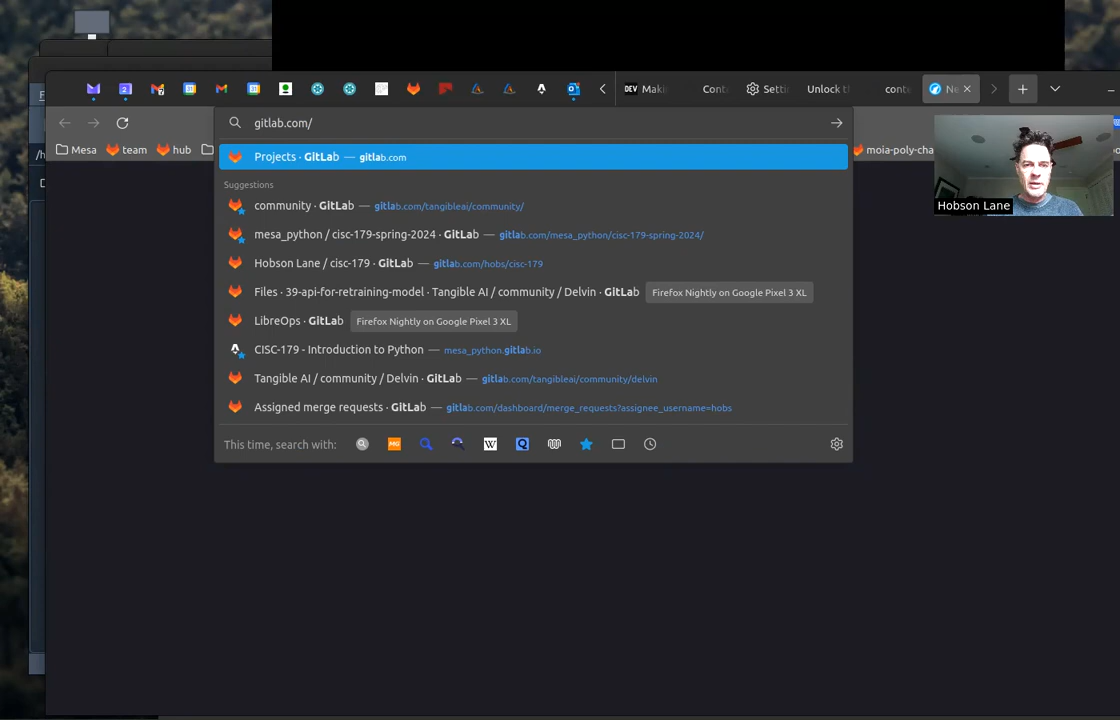 DEV Maki
Cont
Setti
Unlock t
conte
Ne
gitlab.com/
Mesa
team
hub
moia-poly-cha
Projects · GitLab — gitlab.com
Suggestions
community · GitLab — gitlab.com/tangibleai/community/
mesa_python / cisc-179-spring-2024 · GitLab — gitlab.com/mesa_python/cisc-179-spring-2024/
Hobson Lane / cisc-179 · GitLab — gitlab.com/hobs/cisc-179
Files · 39-api-for-retraining-model · Tangible AI / community / Delvin · GitLab Firefox Nightly on Google Pixel 3 XL
LibreOps · GitLab Firefox Nightly on Google Pixel 3 XL
CISC-179 - Introduction to Python — mesa_python.gitlab.io
Tangible AI / community / Delvin · GitLab — gitlab.com/tangibleai/community/delvin
Assigned merge requests · GitLab — gitlab.com/dashboard/merge_requests?assignee_username=hobs
This time, search with:
Hobson Lane